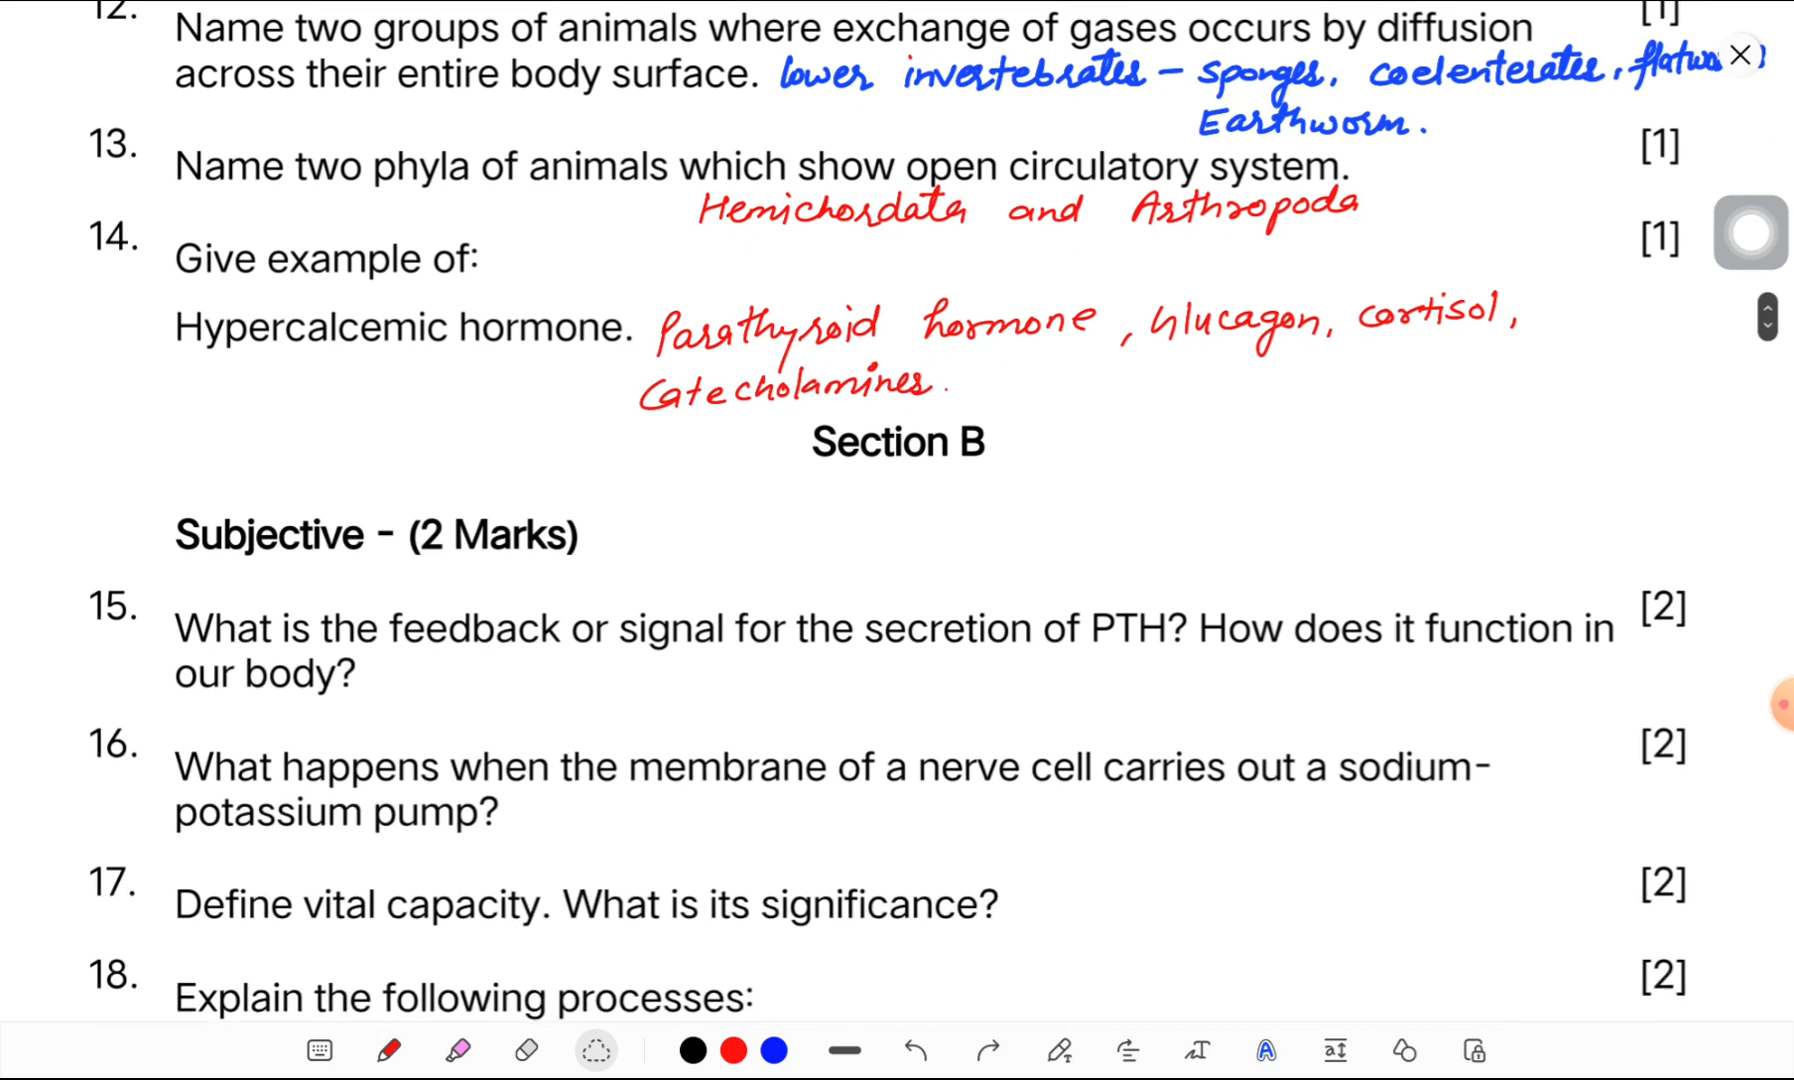 12.
[1]
Name two groups of animals where exchange of gases occurs by diffusion
across their entire body surface. lower invertebrates - sponges, coelenterates,
Earthworm.
13.
[1]
Name two phyla of animals which show open circulatory system.
Hemichordata and Arthropoda
14.
[1]
Give example of:
Hypercalcemic hormone. Parathyroid hormone, Glucagon, cortisol,
Catecholamines.
Section B
Subjective - (2 Marks)
15.
[2]
What is the feedback or signal for the secretion of PTH? How does it function in
our body?
16.
[2]
What happens when the membrane of a nerve cell carries out a sodium-
potassium pump?
17.
[2]
Define vital capacity. What is its significance?
18.
[2]
Explain the following processes: